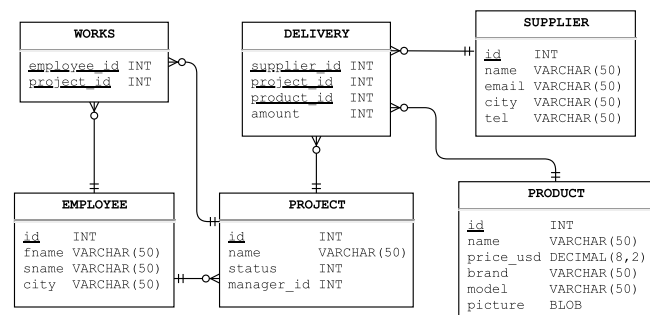 WORKS
employee_id INT
project_id INT
DELIVERY
supplier_id INT
project_id INT
product_id INT
amount INT
SUPPLIER
id INT
name VARCHAR(50)
email VARCHAR(50)
city VARCHAR(50)
tel VARCHAR(50)
EMPLOYEE
id INT
fname VARCHAR(50)
sname VARCHAR(50)
city VARCHAR(50)
PROJECT
id INT
name VARCHAR(50)
status INT
manager_id INT
PRODUCT
id INT
name VARCHAR(50)
price_usd DECIMAL(8,2)
brand VARCHAR(50)
model VARCHAR(50)
picture BLOB